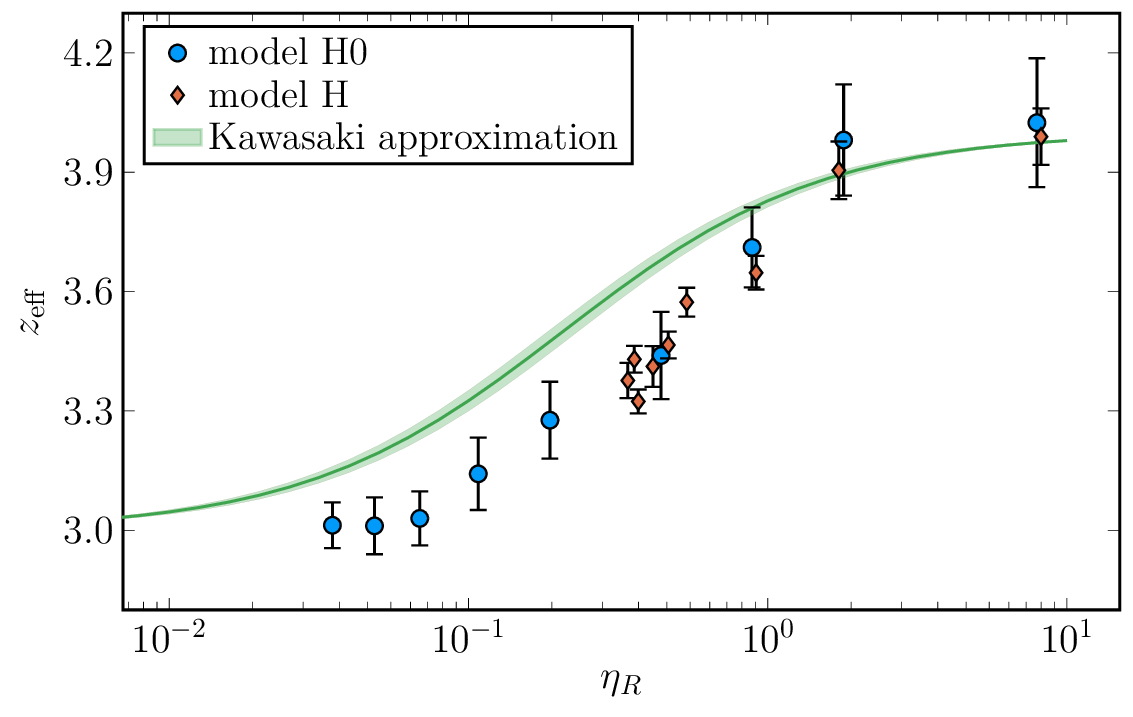 model H0
model H
Kawasaki approximation
4.2
3.9
3.6
3.3
3.0
z_eff
10^−2
10^−1
10^0
10^1
η_R